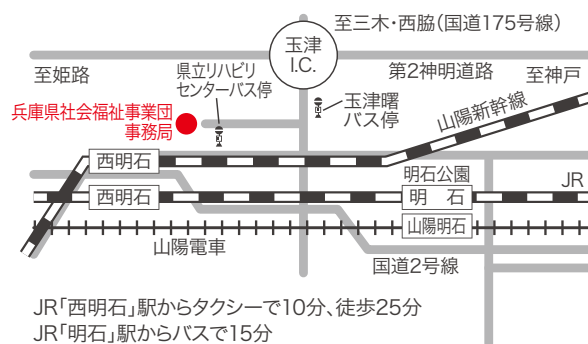 至三木・西脇(国道175号線)
玉津
I.C.
至姫路
県立リハビリ
センターバス停
第2神明道路
至神戸
兵庫県社会福祉事業団
事務局
玉津曙
バス停
山陽新幹線
西明石
明石公園
JR
西明石
明 石
山陽明石
山陽電車
国道2号線
JR「西明石」駅からタクシーで10分、徒歩25分
JR「明石」駅からバスで15分